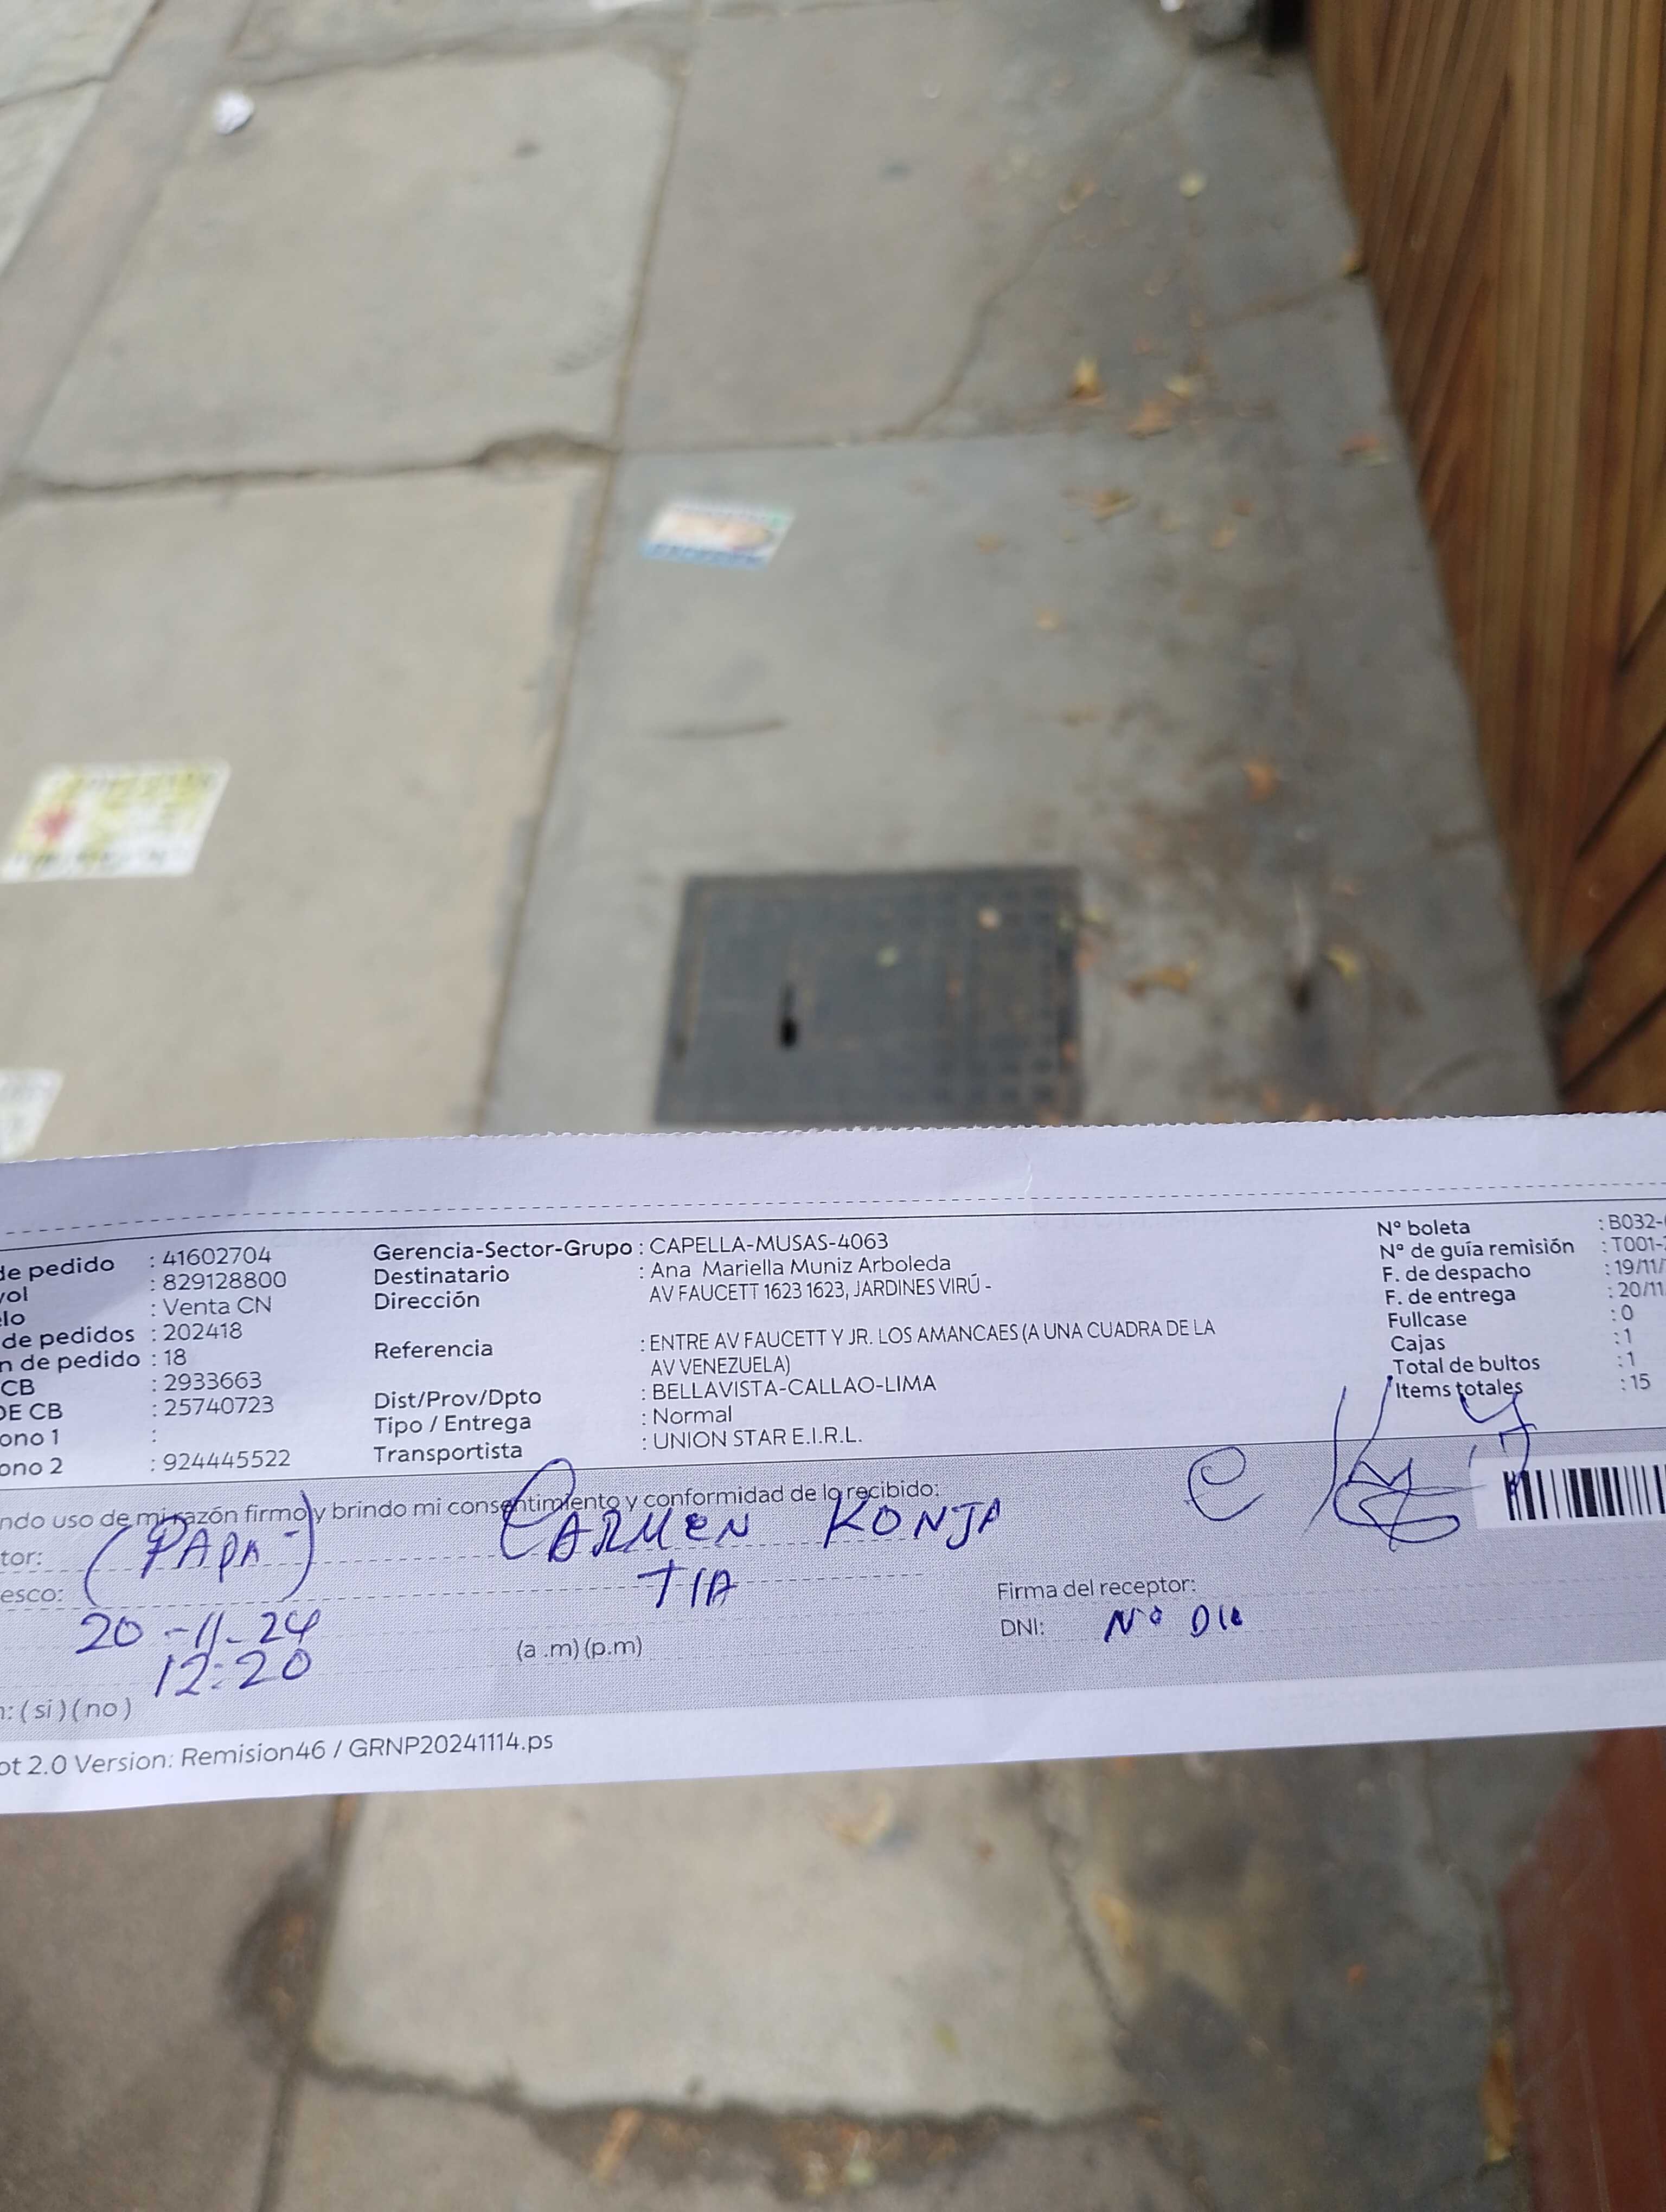 de pedido : 41602704
vol : 829128800
elo : Venta CN
de pedidos : 202418
n de pedido : 18
CB : 2933663
DE CB : 25740723
ono 1 :
ono 2 : 924445522
Gerencia-Sector-Grupo : CAPELLA-MUSAS-4063
Destinatario : Ana Mariella Muniz Arboleda
Dirección AV FAUCETT 1623 1623, JARDINES VIRÚ -
Referencia : ENTRE AV FAUCETT Y JR. LOS AMANCAES (A UNA CUADRA DE LA
AV VENEZUELA)
Dist/Prov/Dpto : BELLAVISTA-CALLAO-LIMA
Tipo / Entrega : Normal
Transportista : UNION STAR E.I.R.L.
N° boleta : B032-
N° de guía remisión : T001-
F. de despacho : 19/11/
F. de entrega : 20/11
Fullcase : 0
Cajas : 1
Total de bultos : 1
Items totales : 15
ndo uso de mi razón firmo y brindo mi consentimiento y conformidad de lo recibido:
tor: (PAPA-) CARMEN KONJA
esco: TIA
Firma del receptor:
20-11-24
DNI: No DIO
12:20 (a .m) (p.m)
n: ( si ) ( no )
ot 2.0 Version: Remision46 / GRNP20241114.ps